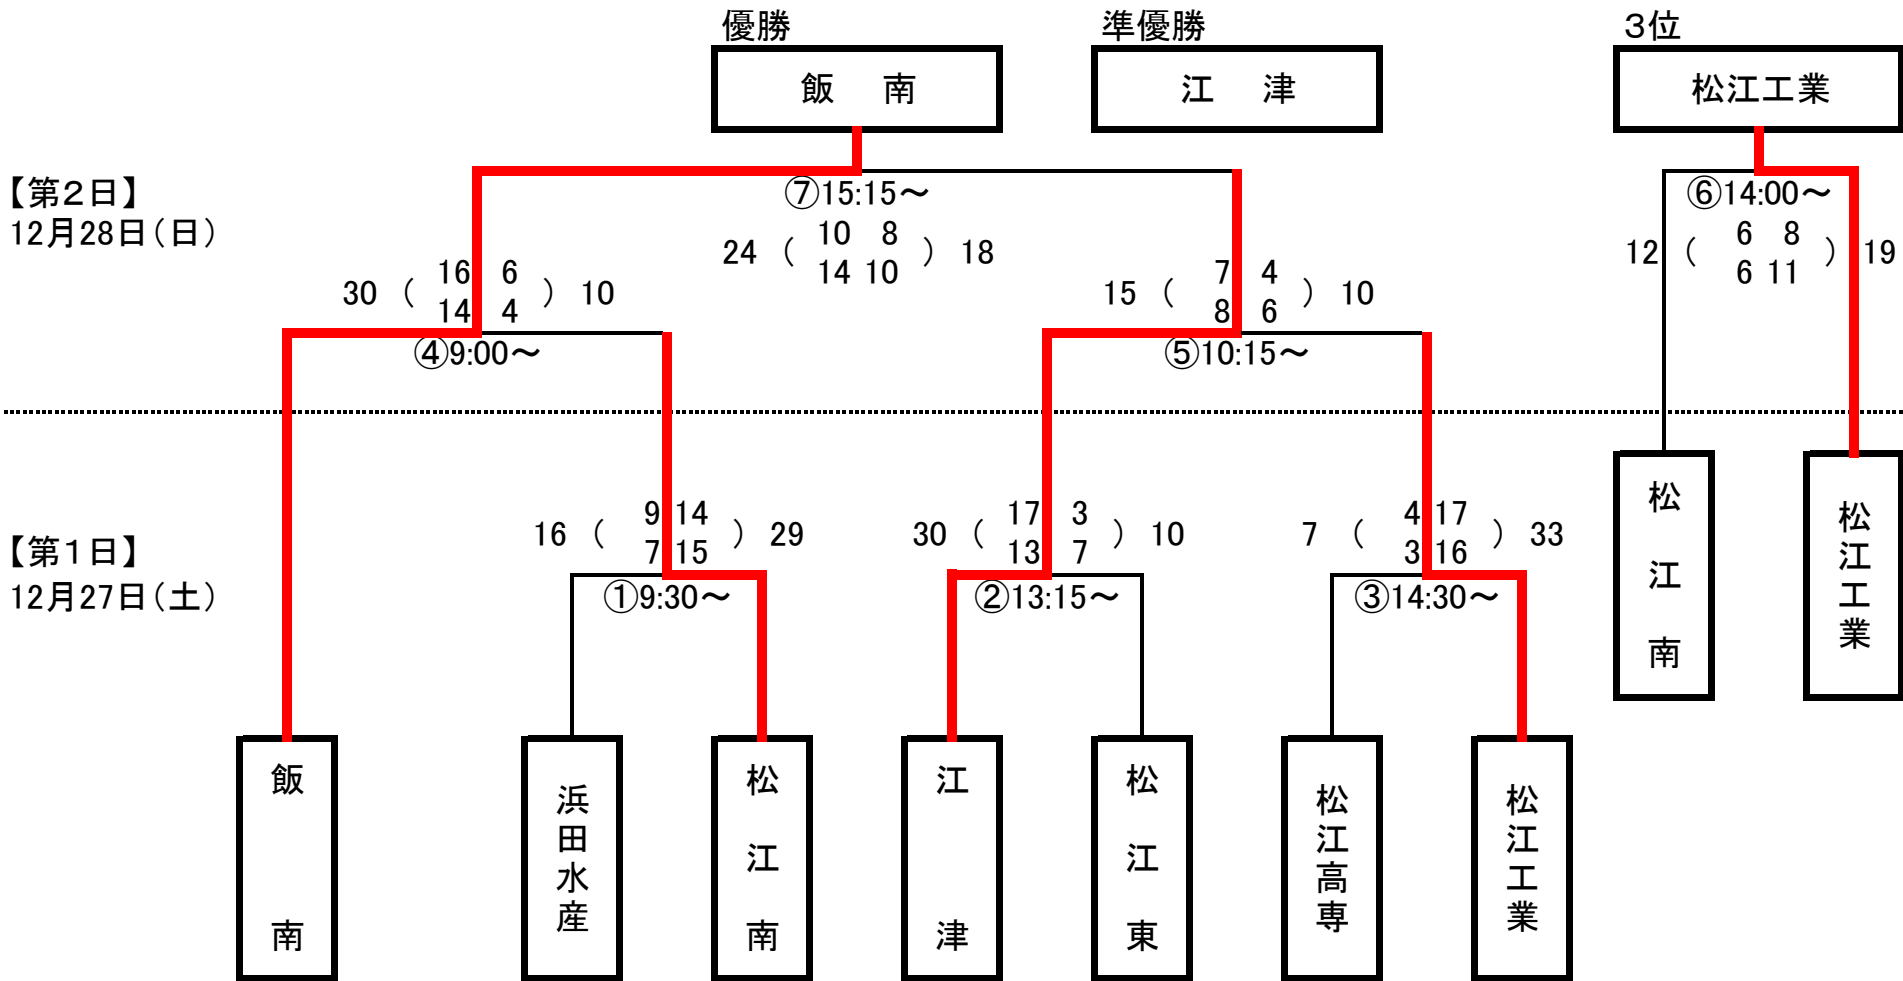 優勝
準優勝
3位
飯 南
江 津
松江工業
【第2日】
12月28日(日)
⑦15:15～
24 ( 10 8 ) 18
14 10
⑥14:00～
12 ( 6 8 ) 19
6 11
30 ( 16 6 ) 10
14 4
④9:00～
15 ( 7 4 ) 10
8 6
⑤10:15～
【第1日】
12月27日(土)
16 ( 9 14 ) 29
7 15
①9:30～
30 ( 17 3 ) 10
13 7
②13:15～
7 ( 4 17 ) 33
3 16
③14:30～
松江南
松江工業
飯南
浜田水産
松江南
江津
松江東
松江高専
松江工業